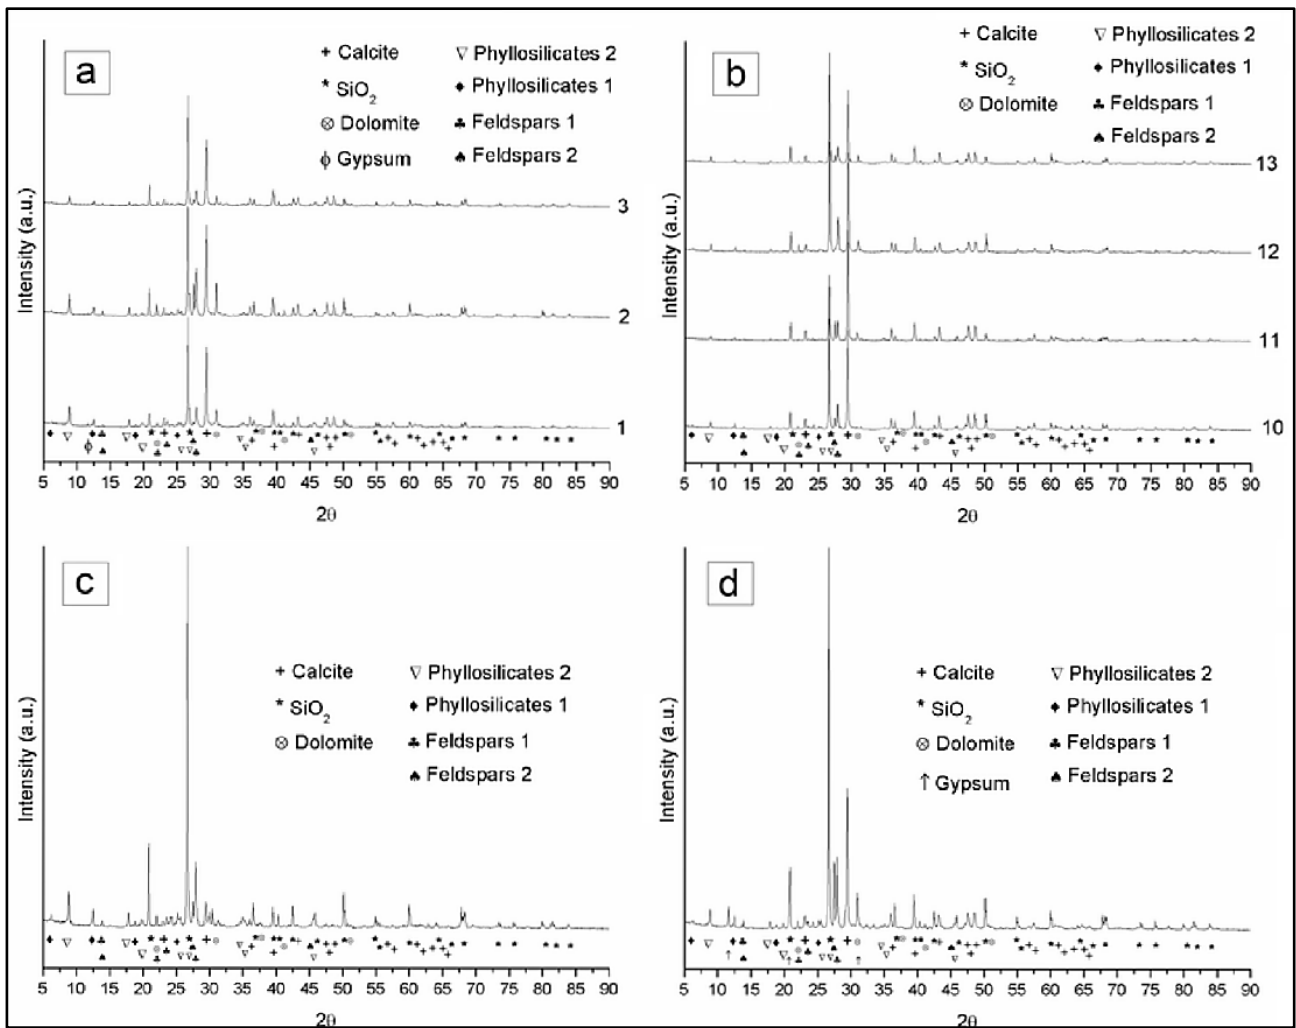 a
+ Calcite ▽ Phyllosilicates 2
* SiO2 ♦ Phyllosilicates 1
⊗ Dolomite ♣ Feldspars 1
ϕ Gypsum ♠ Feldspars 2
Intensity (a.u.)
3
2
1
5 10 15 20 25 30 35 40 45 50 55 60 65 70 75 80 85 90
2θ
b
+ Calcite ▽ Phyllosilicates 2
* SiO2 ♦ Phyllosilicates 1
⊗ Dolomite ♣ Feldspars 1
♠ Feldspars 2
Intensity (a.u.)
13
12
11
10
5 10 15 20 25 30 35 40 45 50 55 60 65 70 75 80 85 90
2θ
c
+ Calcite ▽ Phyllosilicates 2
* SiO2 ♦ Phyllosilicates 1
⊗ Dolomite ♣ Feldspars 1
♠ Feldspars 2
Intensity (a.u.)
5 10 15 20 25 30 35 40 45 50 55 60 65 70 75 80 85 90
2θ
d
+ Calcite ▽ Phyllosilicates 2
* SiO2 ♦ Phyllosilicates 1
⊗ Dolomite ♣ Feldspars 1
↑ Gypsum ♠ Feldspars 2
Intensity (a.u.)
5 10 15 20 25 30 35 40 45 50 55 60 65 70 75 80 85 90
2θ